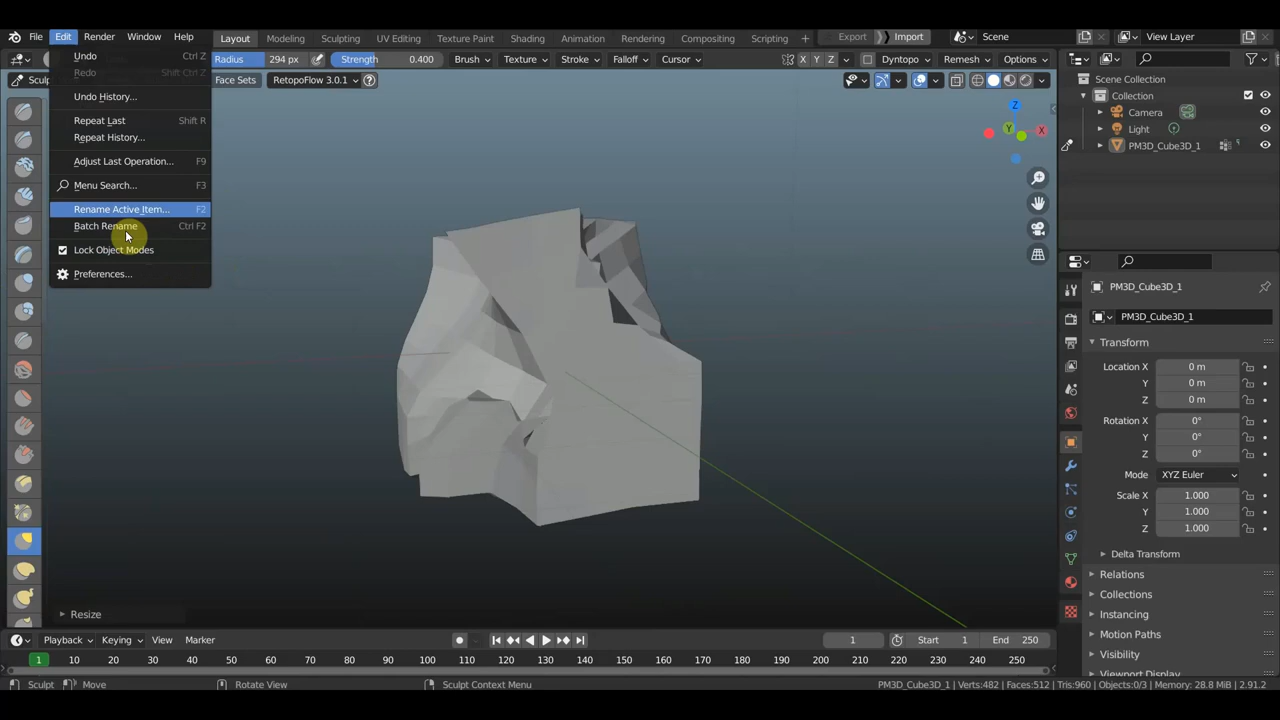 File Edit Render Window Help Layout Modeling Sculpting UV Editing Texture Paint Shading Animation Rendering Compositing Scripting + Export Import Scene View Layer
Radius 294 px Strength 0.400 Brush Texture Stroke Falloff Cursor X Y Z Dyntopo Remesh Options
Face Sets RetopoFlow 3.0.1
Undo Ctrl Z
Redo Shift Ctrl Z
Undo History...
Repeat Last Shift R
Repeat History...
Adjust Last Operation... F9
Menu Search... F3
Rename Active Item... F2
Batch Rename Ctrl F2
Lock Object Modes
Preferences...
Z
Y X
Resize
Scene Collection
Collection
Camera
Light
PM3D_Cube3D_1
PM3D_Cube3D_1
PM3D_Cube3D_1
Transform
Location X 0 m
Y 0 m
Z 0 m
Rotation X 0°
Y 0°
Z 0°
Mode XYZ Euler
Scale X 1.000
Y 1.000
Z 1.000
Delta Transform
Relations
Collections
Instancing
Motion Paths
Visibility
Viewport Display
Playback Keying View Marker 1 Start 1 End 250
1 10 20 30 40 50 60 70 80 90 100 110 120 130 140 150 160 170 180 190 200 210 220 230 240 250
Sculpt Move Rotate View Sculpt Context Menu PM3D_Cube3D_1 | Verts:482 | Faces:512 | Tris:960 | Objects:0/3 | Memory: 28.8 MiB | 2.91.2